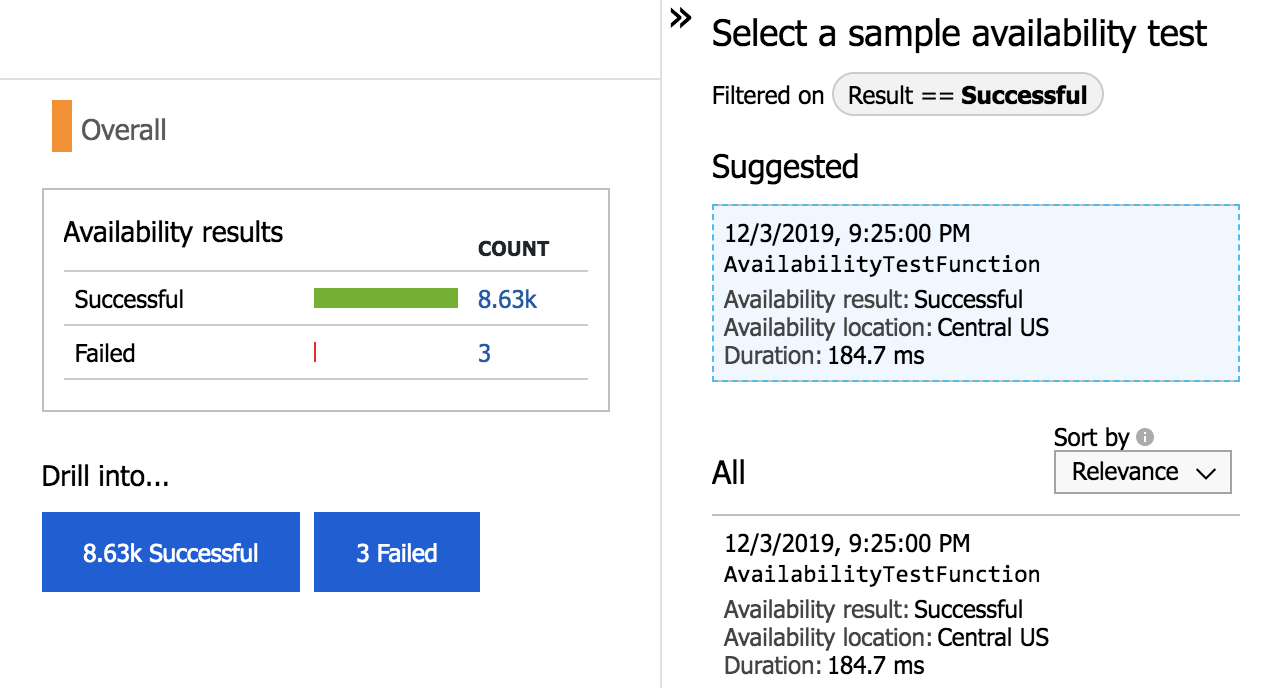 Overall
Availability results
COUNT
Successful 8.63k
Failed 3
Drill into...
8.63k Successful
3 Failed
Select a sample availability test
Filtered on Result == Successful
Suggested
12/3/2019, 9:25:00 PM
AvailabilityTestFunction
Availability result: Successful
Availability location: Central US
Duration: 184.7 ms
Sort by
All
Relevance
12/3/2019, 9:25:00 PM
AvailabilityTestFunction
Availability result: Successful
Availability location: Central US
Duration: 184.7 ms